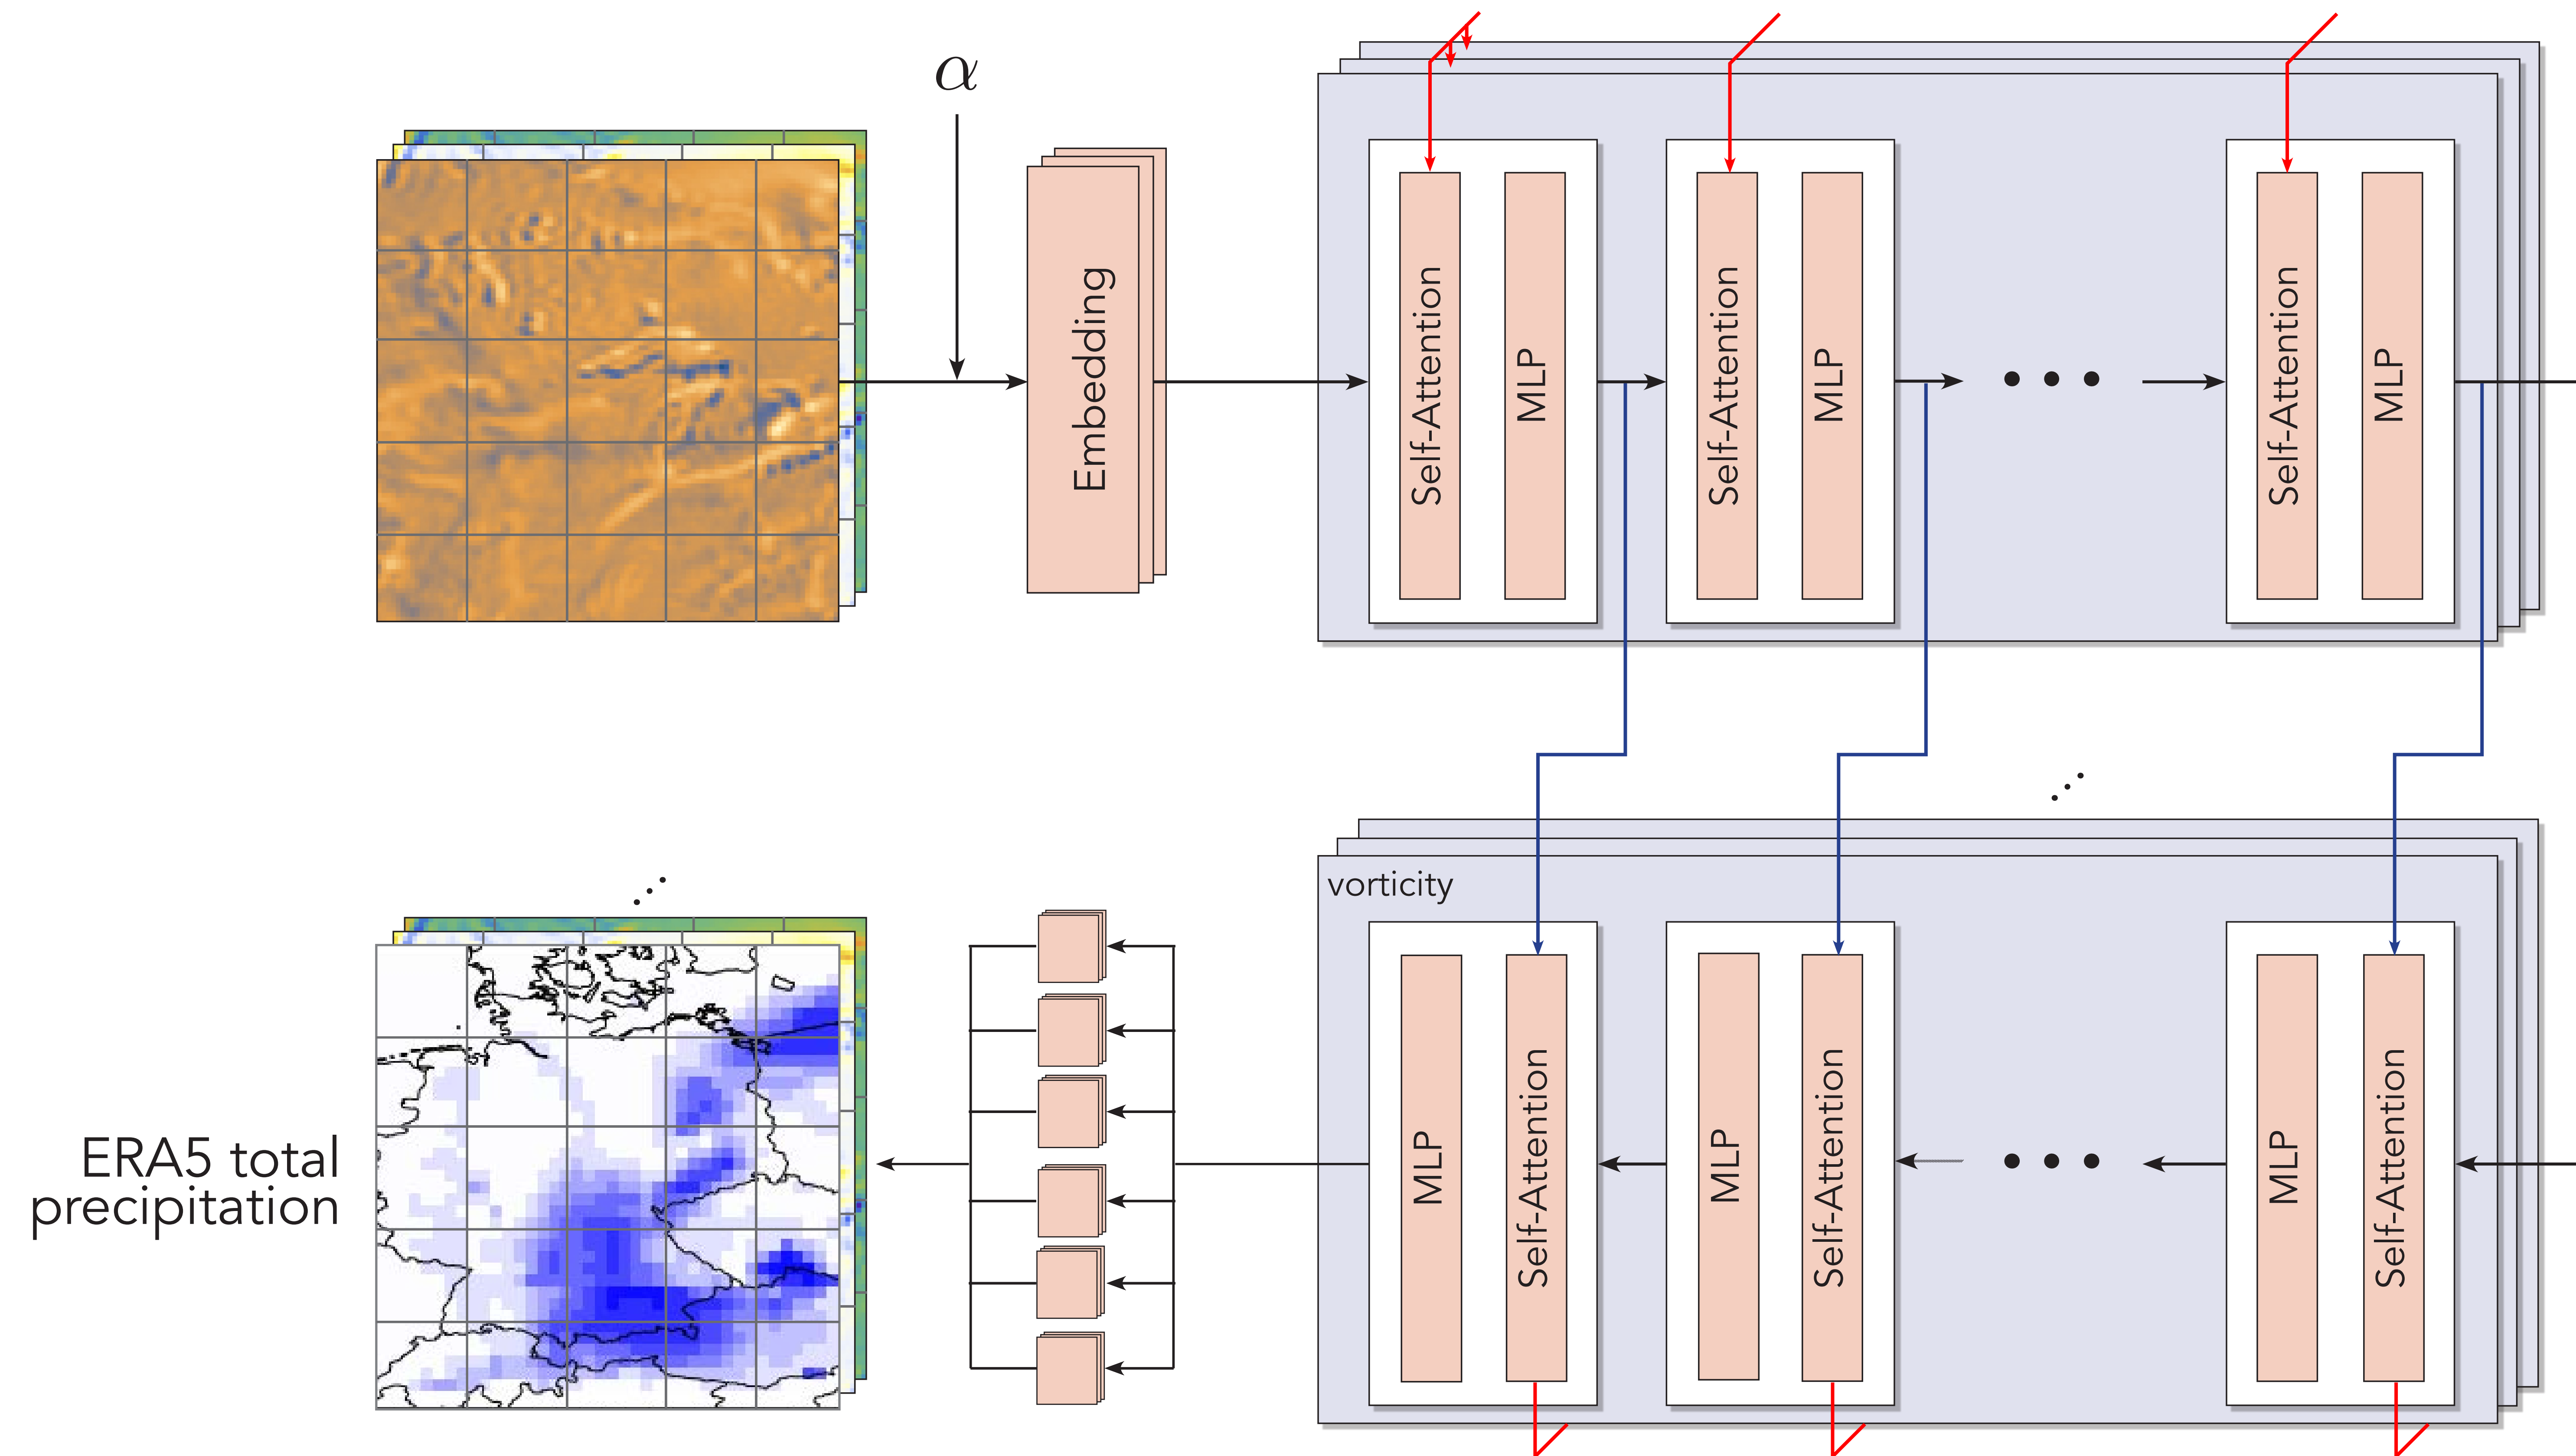 α
Embedding
Self-Attention
MLP
Self-Attention
MLP
Self-Attention
MLP
vorticity
MLP
Self-Attention
MLP
Self-Attention
MLP
Self-Attention
ERA5 total
precipitation